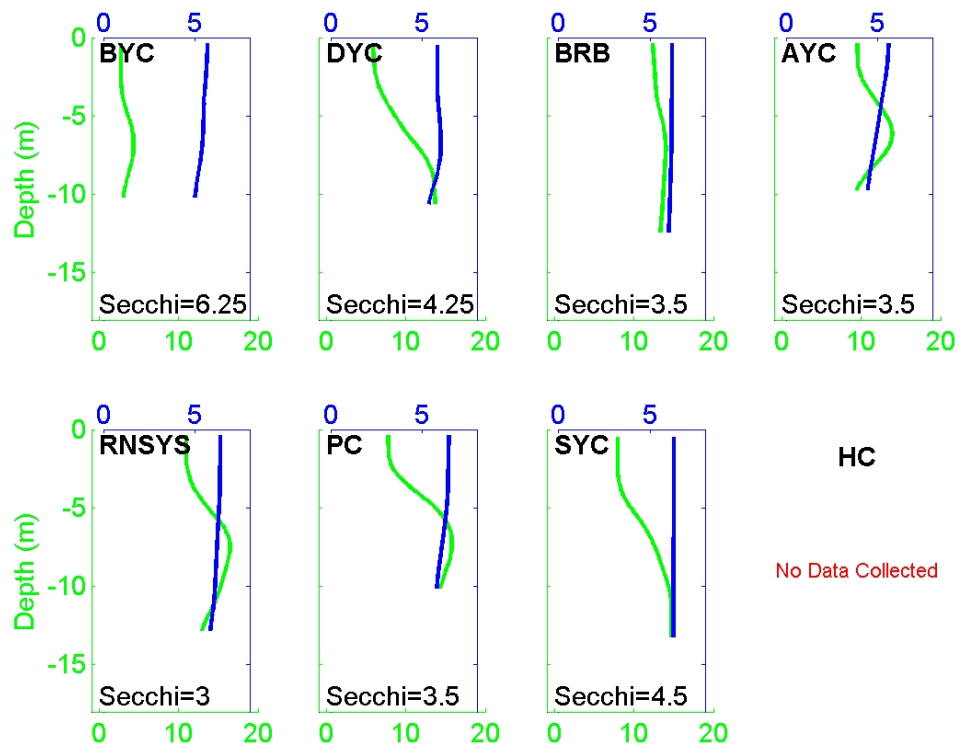 0 5 0 5 0 5 0 5
0
BYC DYC BRB AYC
-5
Depth (m)
-10
-15
Secchi=6.25 Secchi=4.25 Secchi=3.5 Secchi=3.5
0 10 20 0 10 20 0 10 20 0 10 20
0 5 0 5 0 5
0
RNSYS PC SYC HC
-5
Depth (m)
No Data Collected
-10
-15
Secchi=3 Secchi=3.5 Secchi=4.5
0 10 20 0 10 20 0 10 20